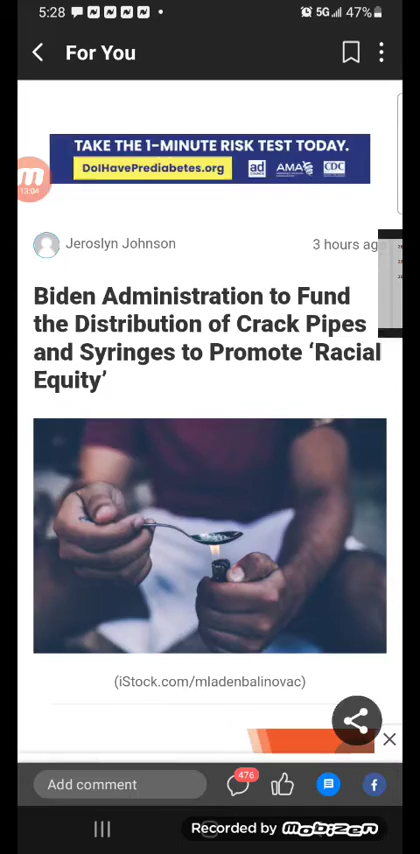 5:28
5G 47%
For You
TAKE THE 1-MINUTE RISK TEST TODAY.
DoIHavePrediabetes.org ad AMA CDC
13:04
Jeroslyn Johnson 3 hours ag
Biden Administration to Fund
the Distribution of Crack Pipes
and Syringes to Promote ‘Racial
Equity’
(iStock.com/mladenbalinovac)
Add comment 476
Recorded by mobizen